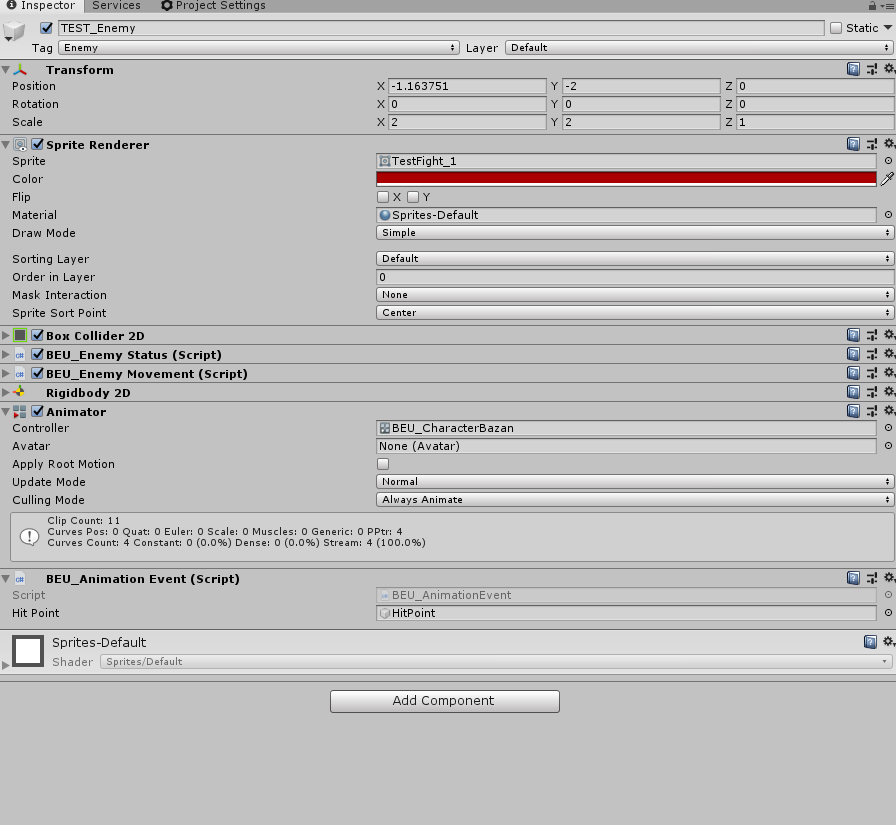 Inspector Services Project Settings
TEST_Enemy Static
Tag Enemy Layer Default
Transform
Position X -1.163751 Y -2 Z 0
Rotation X 0 Y 0 Z 0
Scale X 2 Y 2 Z 1
Sprite Renderer
Sprite TestFight_1
Color
Flip X Y
Material Sprites-Default
Draw Mode Simple
Sorting Layer Default
Order in Layer 0
Mask Interaction None
Sprite Sort Point Center
Box Collider 2D
BEU_Enemy Status (Script)
BEU_Enemy Movement (Script)
Rigidbody 2D
Animator
Controller BEU_CharacterBazan
Avatar None (Avatar)
Apply Root Motion
Update Mode Normal
Culling Mode Always Animate
Clip Count: 11
Curves Pos: 0 Quat: 0 Euler: 0 Scale: 0 Muscles: 0 Generic: 0 PPtr: 4
Curves Count: 4 Constant: 0 (0.0%) Dense: 0 (0.0%) Stream: 4 (100.0%)
BEU_Animation Event (Script)
Script BEU_AnimationEvent
Hit Point HitPoint
Sprites-Default
Shader Sprites/Default
Add Component